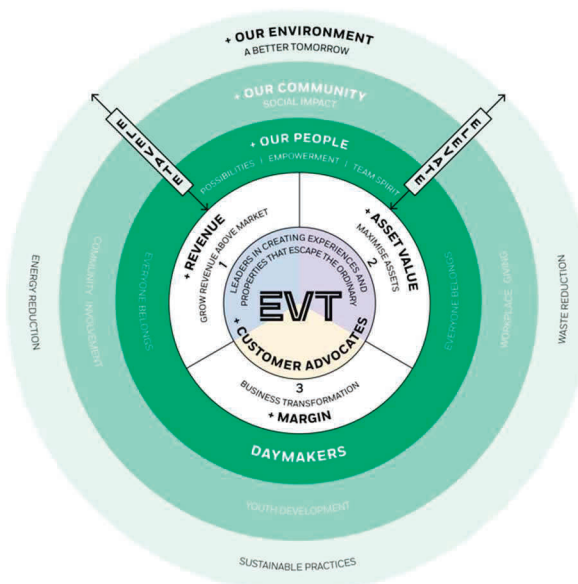 + OUR ENVIRONMENT
A BETTER TOMORROW
+ OUR COMMUNITY
SOCIAL IMPACT
+ OUR PEOPLE
POSSIBILITIES | EMPOWERMENT | TEAM SPIRIT
ELEVATE
ELEVATE
+ REVENUE
GROW REVENUE ABOVE MARKET
1
+ ASSET VALUE
MAXIMISE ASSETS
2
LEADERS IN CREATING EXPERIENCES AND
PROPERTIES THAT ESCAPE THE ORDINARY
EVT
+ CUSTOMER ADVOCATES
3
BUSINESS TRANSFORMATION
+ MARGIN
EVERYONE BELONGS
EVERYONE BELONGS
DAYMAKERS
COMMUNITY INVOLVEMENT
WORKPLACE GIVING
YOUTH DEVELOPMENT
ENERGY REDUCTION
WASTE REDUCTION
SUSTAINABLE PRACTICES